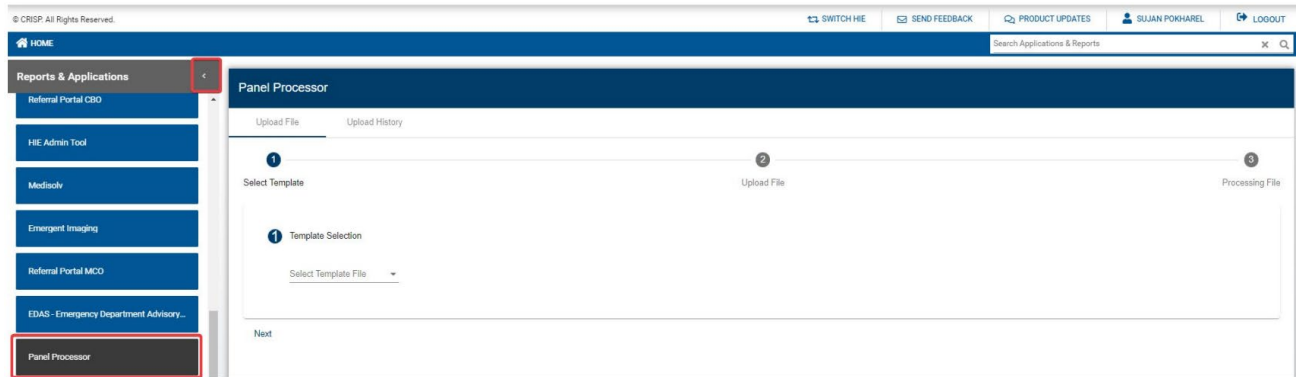 © CRISP. All Rights Reserved.
SWITCH HIE
SEND FEEDBACK
PRODUCT UPDATES
SUJAN POKHAREL
LOGOUT
HOME
Search Applications & Reports
Reports & Applications
Referral Portal CBO
HIE Admin Tool
Medisolv
Emergent Imaging
Referral Portal MCO
EDAS - Emergency Department Advisory...
Panel Processor
Panel Processor
Upload File
Upload History
1
2
3
Select Template
Upload File
Processing File
1 Template Selection
Select Template File
Next